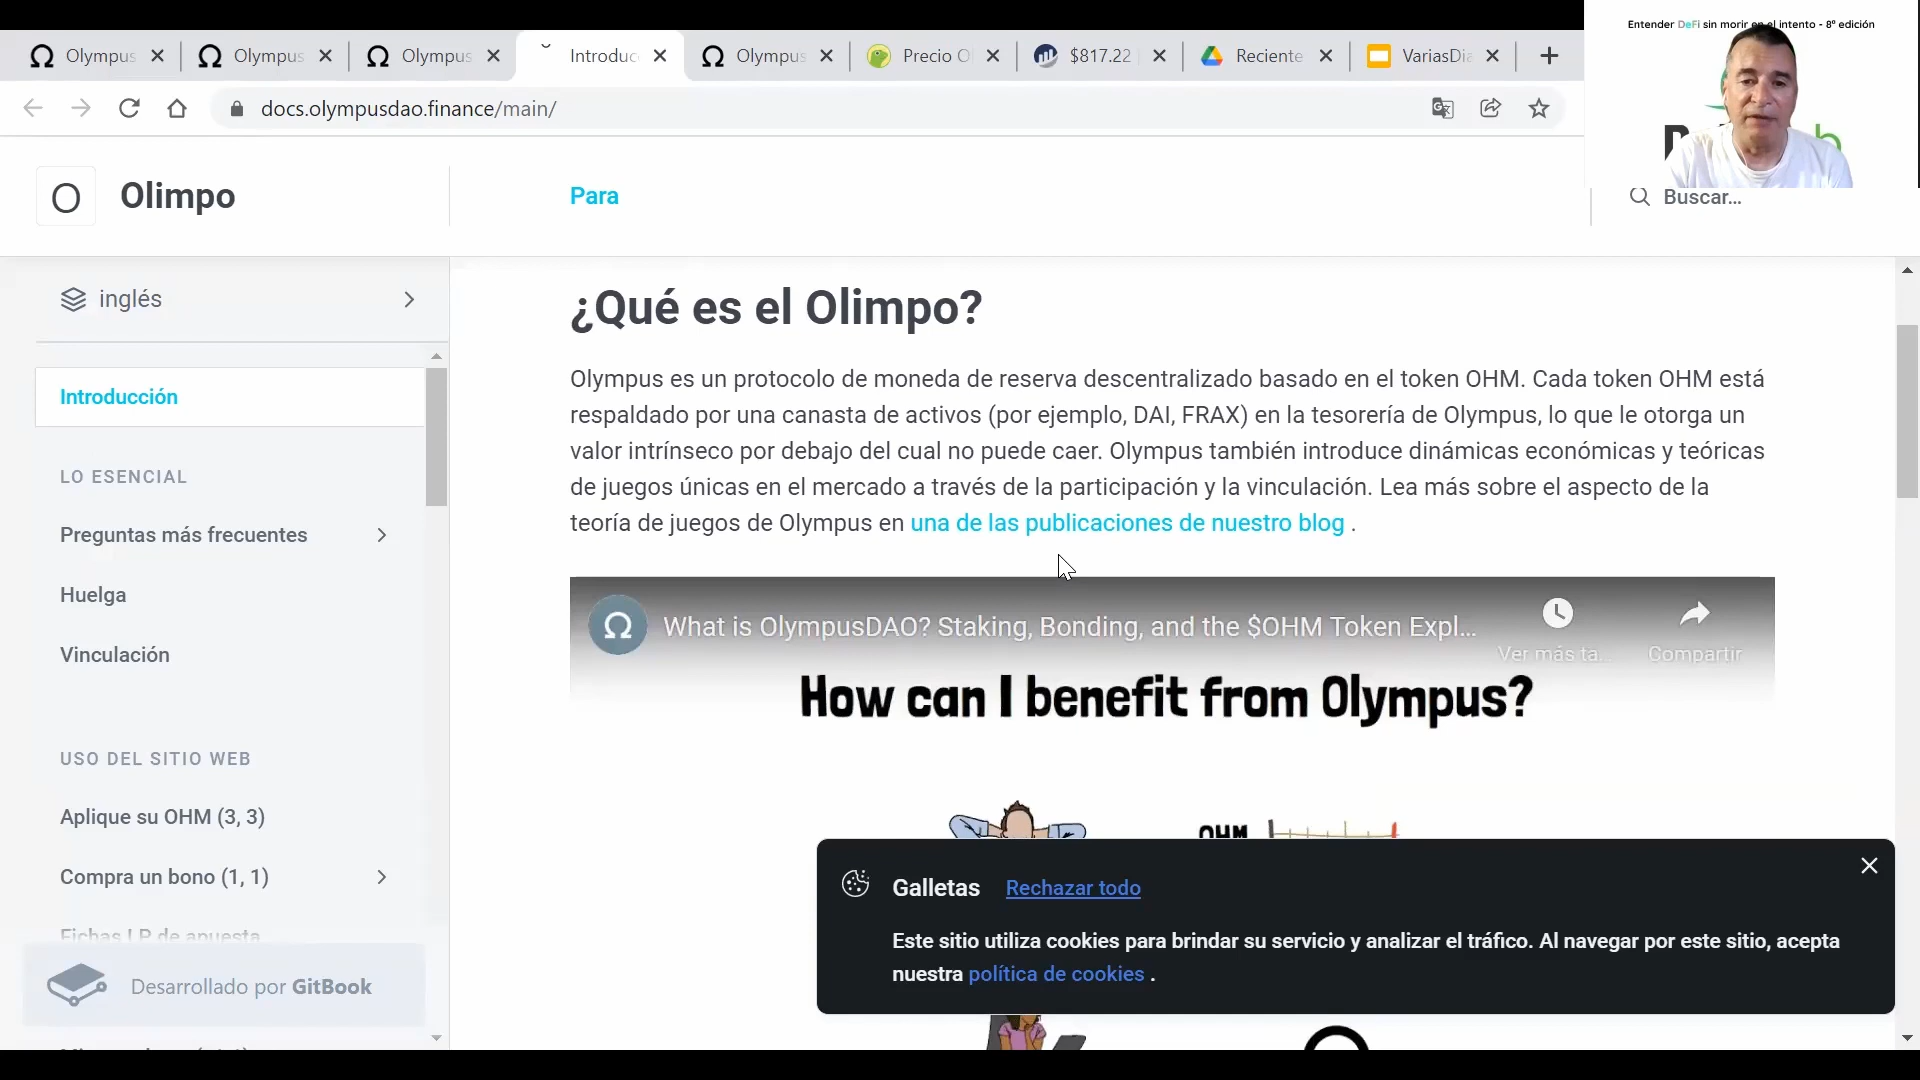 Entender DeFi sin morir en el intento - 8ª edición
Olympus
Olympus
Olympus
Introduc
Olympus
Precio O
$817.22
Reciente
VariasDia
docs.olympusdao.finance/main/
O Olimpo
Para
Buscar...
inglés
Introducción
LO ESENCIAL
Preguntas más frecuentes
Huelga
Vinculación
USO DEL SITIO WEB
Aplique su OHM (3, 3)
Compra un bono (1, 1)
Fichas LP de apuesta
Desarrollado por GitBook
¿Qué es el Olimpo?
Olympus es un protocolo de moneda de reserva descentralizado basado en el token OHM. Cada token OHM está
respaldado por una canasta de activos (por ejemplo, DAI, FRAX) en la tesorería de Olympus, lo que le otorga un
valor intrínseco por debajo del cual no puede caer. Olympus también introduce dinámicas económicas y teóricas
de juegos únicas en el mercado a través de la participación y la vinculación. Lea más sobre el aspecto de la
teoría de juegos de Olympus en una de las publicaciones de nuestro blog .
What is OlympusDAO? Staking, Bonding, and the $OHM Token Expl...
Ver más ta...
Compartir
How can I benefit from Olympus?
OHM
Galletas Rechazar todo
Este sitio utiliza cookies para brindar su servicio y analizar el tráfico. Al navegar por este sitio, acepta
nuestra política de cookies .